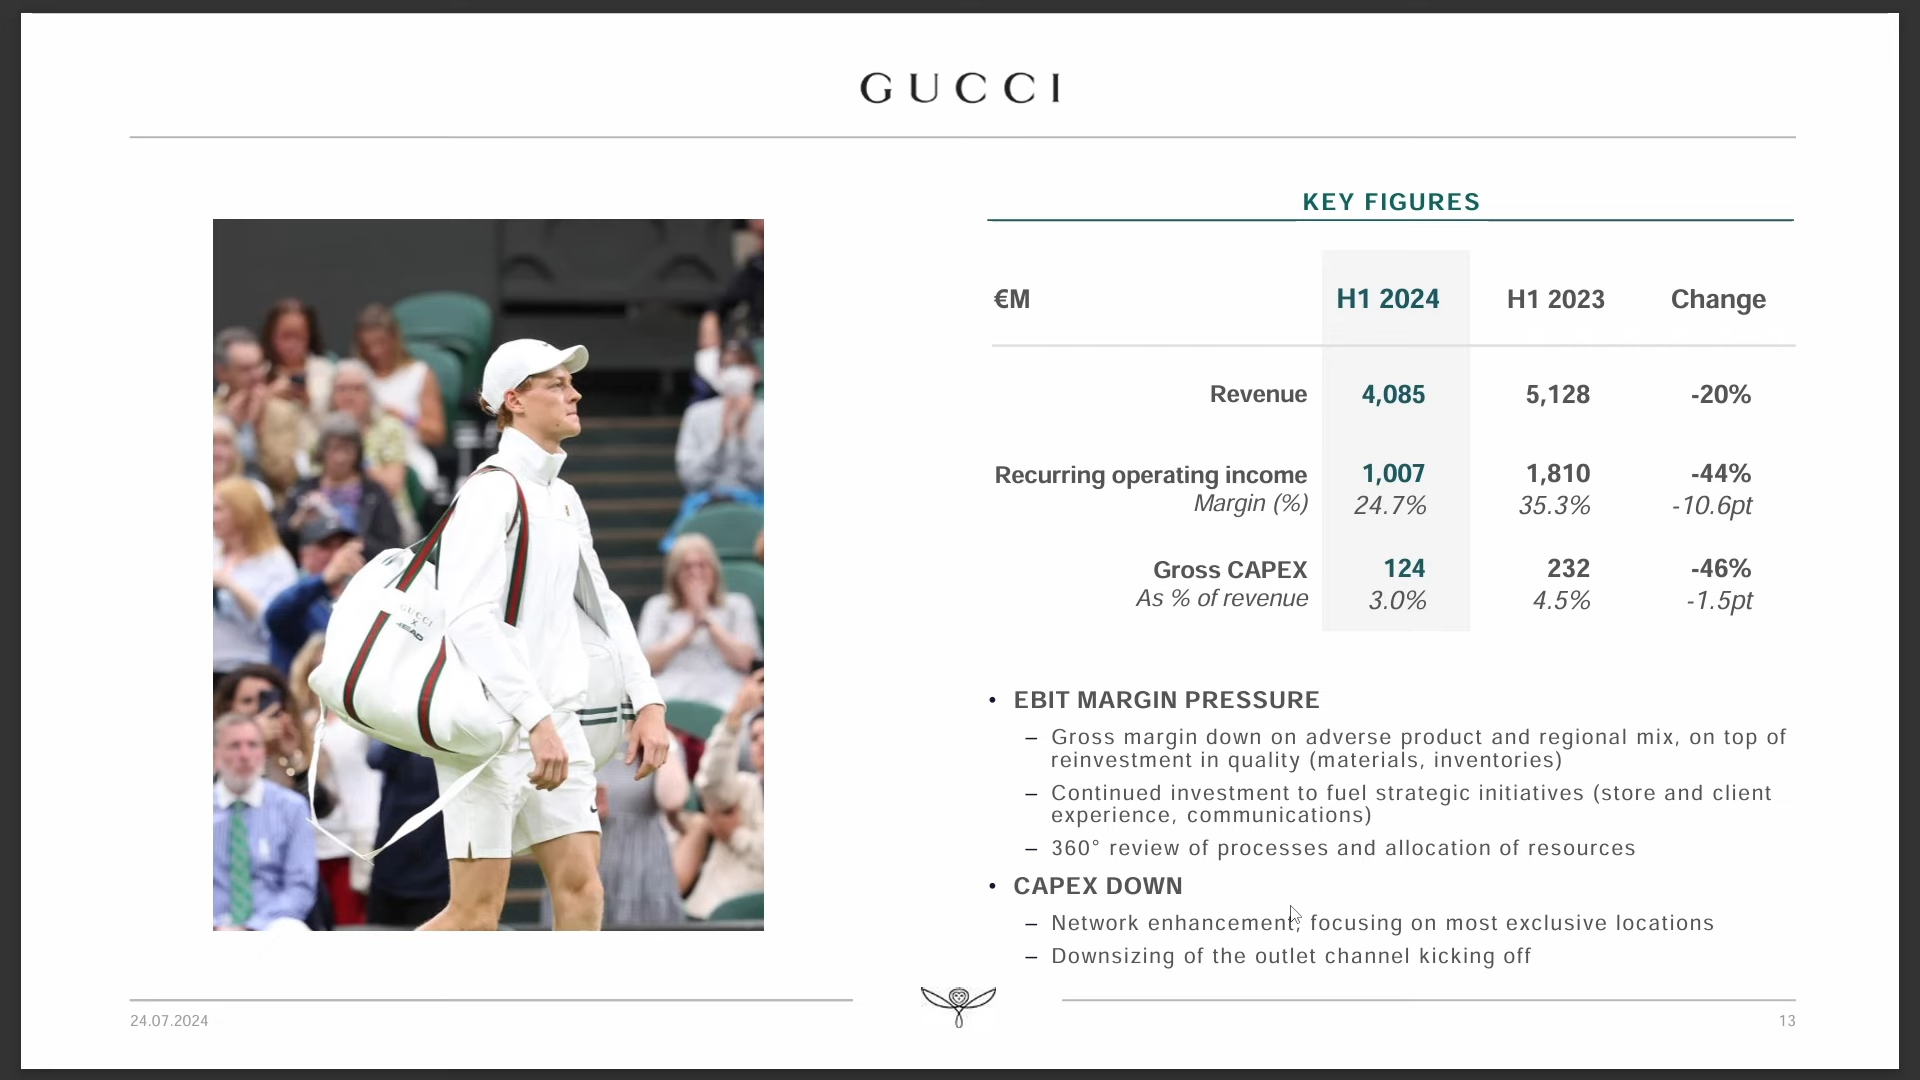 GUCCI
GUCCI
X
HEAD
KEY FIGURES
€M H1 2024 H1 2023 Change
Revenue 4,085 5,128 -20%
Recurring operating income 1,007 1,810 -44%
Margin (%) 24.7% 35.3% -10.6pt
Gross CAPEX 124 232 -46%
As % of revenue 3.0% 4.5% -1.5pt
• EBIT MARGIN PRESSURE
– Gross margin down on adverse product and regional mix, on top of
reinvestment in quality (materials, inventories)
– Continued investment to fuel strategic initiatives (store and client
experience, communications)
– 360° review of processes and allocation of resources
• CAPEX DOWN
– Network enhancement, focusing on most exclusive locations
– Downsizing of the outlet channel kicking off
24.07.2024
13